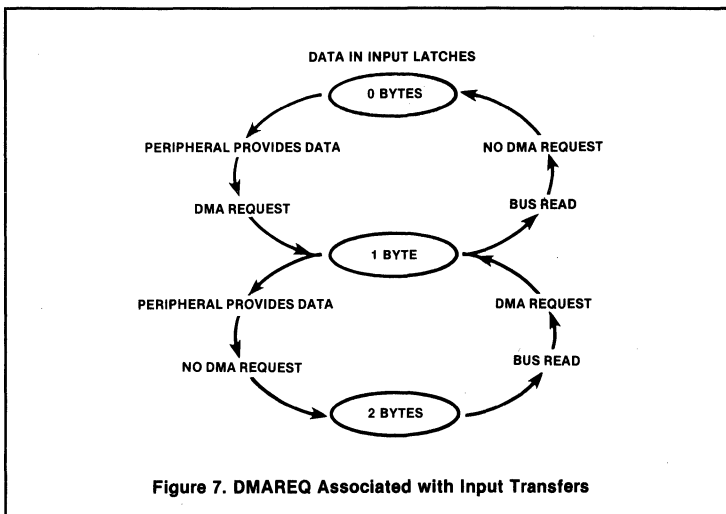 DATA IN INPUT LATCHES
0 BYTES
PERIPHERAL PROVIDES DATA
NO DMA REQUEST
DMA REQUEST
BUS READ
1 BYTE
PERIPHERAL PROVIDES DATA
DMA REQUEST
NO DMA REQUEST
BUS READ
2 BYTES
Figure 7. DMAREQ Associated with Input Transfers